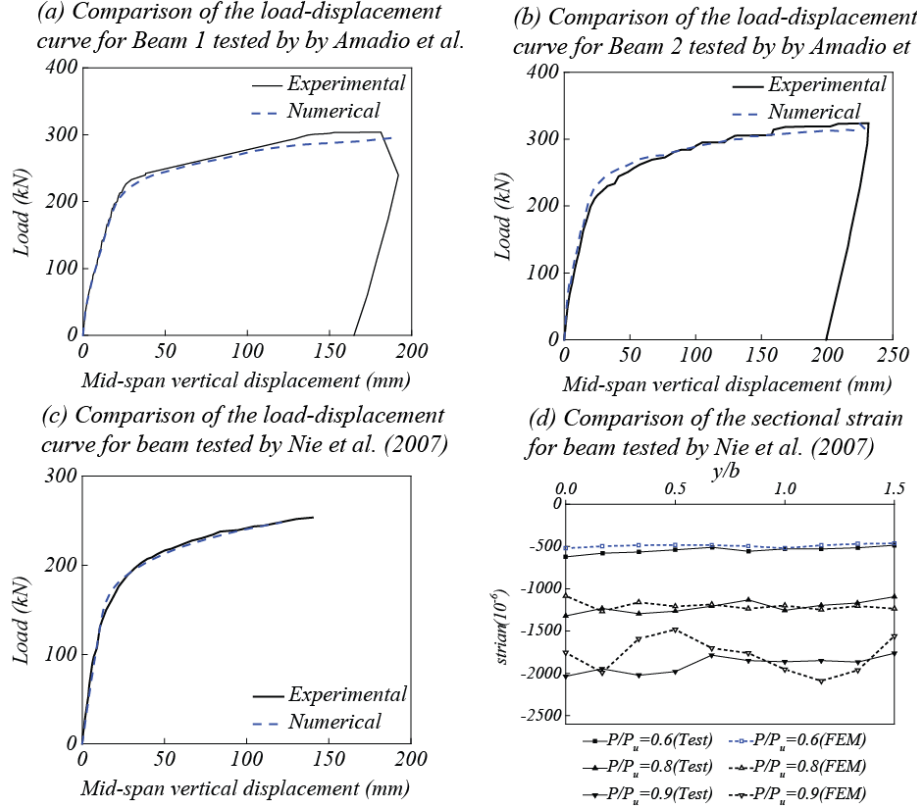 (a) Comparison of the load-displacement
curve for Beam 1 tested by by Amadio et al.
400
300
200
100
0
Load (kN)
Experimental
Numerical
0 50 100 150 200
Mid-span vertical displacement (mm)
(b) Comparison of the load-displacement
curve for Beam 2 tested by by Amadio et
400
300
200
100
0
Load (kN)
Experimental
Numerical
0 50 100 150 200 250
Mid-span vertical displacement (mm)
(c) Comparison of the load-displacement
curve for beam tested by Nie et al. (2007)
300
200
100
0
Load (kN)
Experimental
Numerical
0 50 100 150 200
Mid-span vertical displacement (mm)
(d) Comparison of the sectional strain
for beam tested by Nie et al. (2007)
y/b
0.0 0.5 1.0 1.5
0
-500
-1000
-1500
-2000
-2500
strian(10⁻⁶)
P/Pᵤ=0.6(Test) P/Pᵤ=0.6(FEM)
P/Pᵤ=0.8(Test) P/Pᵤ=0.8(FEM)
P/Pᵤ=0.9(Test) P/Pᵤ=0.9(FEM)